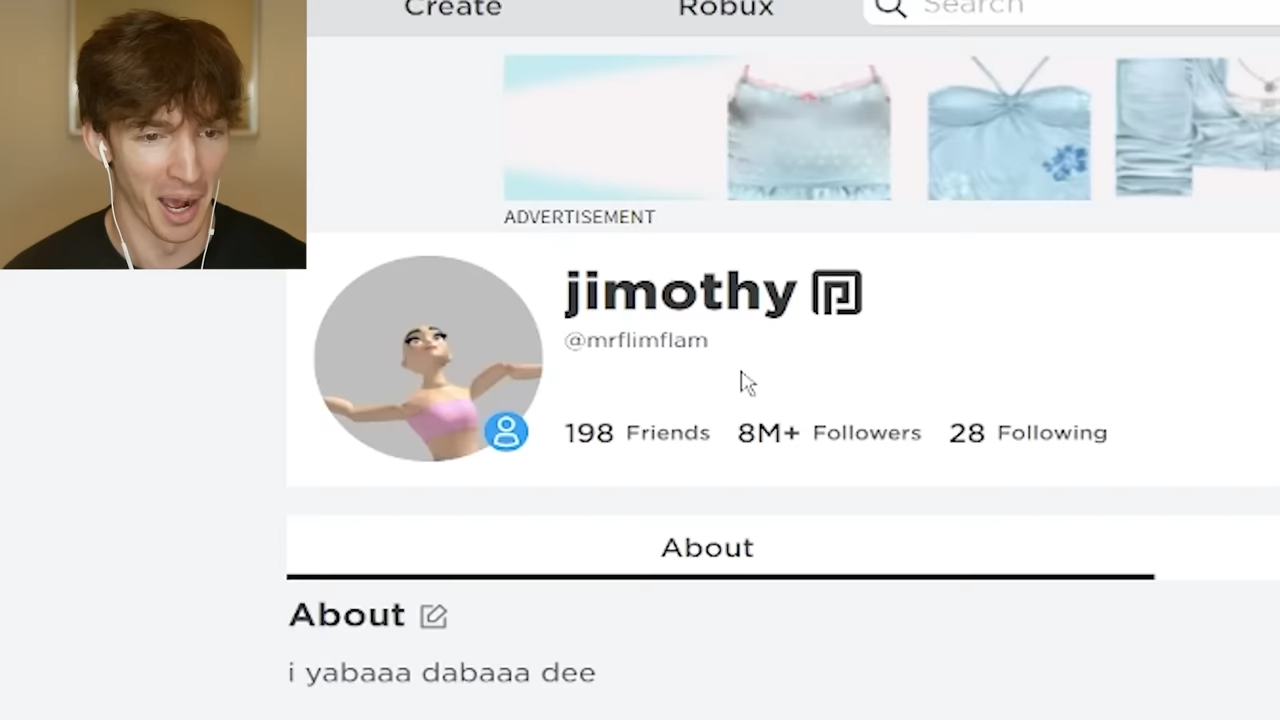 Create
Robux
Search
ADVERTISEMENT
jimothy
@mrflimflam
198 Friends 8M+ Followers 28 Following
About
About
i yabaaa dabaaa dee